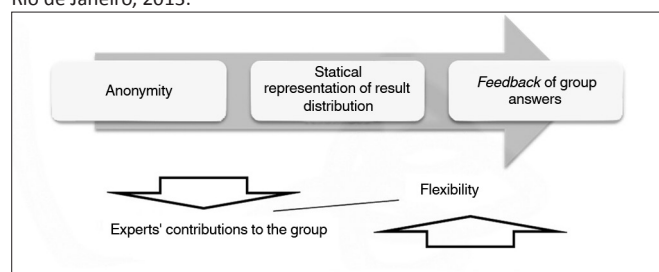 Rio de Janeiro, 2015.
Anonymity
Statical
representation of result
distribution
Feedback of group
answers
Flexibility
Experts' contributions to the group